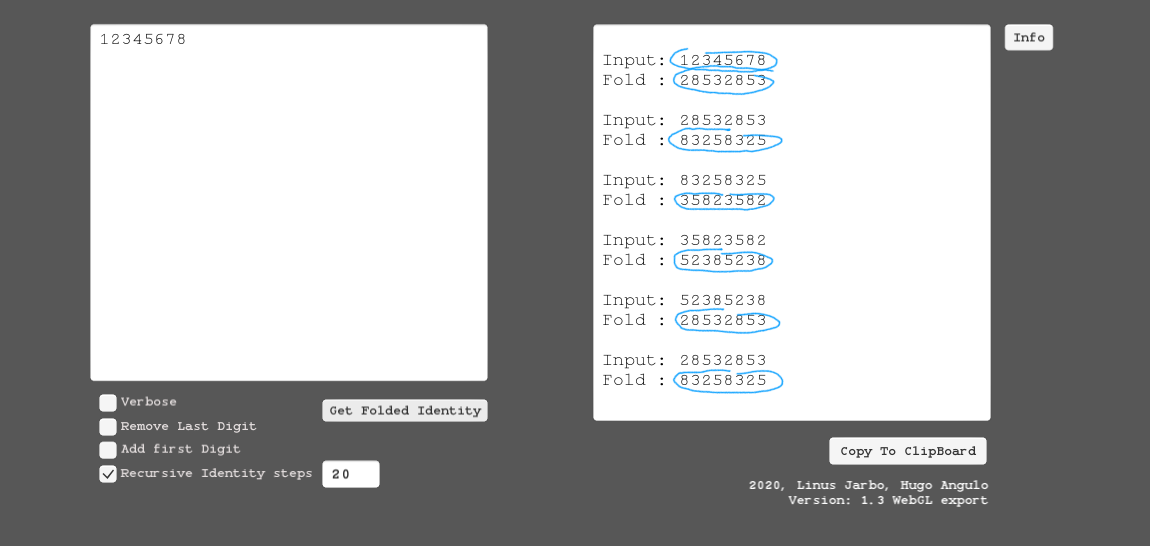 12345678
Input: 12345678
Fold : 28532853
Input: 28532853
Fold : 83258325
Input: 83258325
Fold : 35823582
Input: 35823582
Fold : 52385238
Input: 52385238
Fold : 28532853
Input: 28532853
Fold : 83258325
Info
Verbose
Remove Last Digit
Add first Digit
Recursive Identity steps 20
Get Folded Identity
Copy To ClipBoard
2020, Linus Jarbo, Hugo Angulo
Version: 1.3 WebGL export